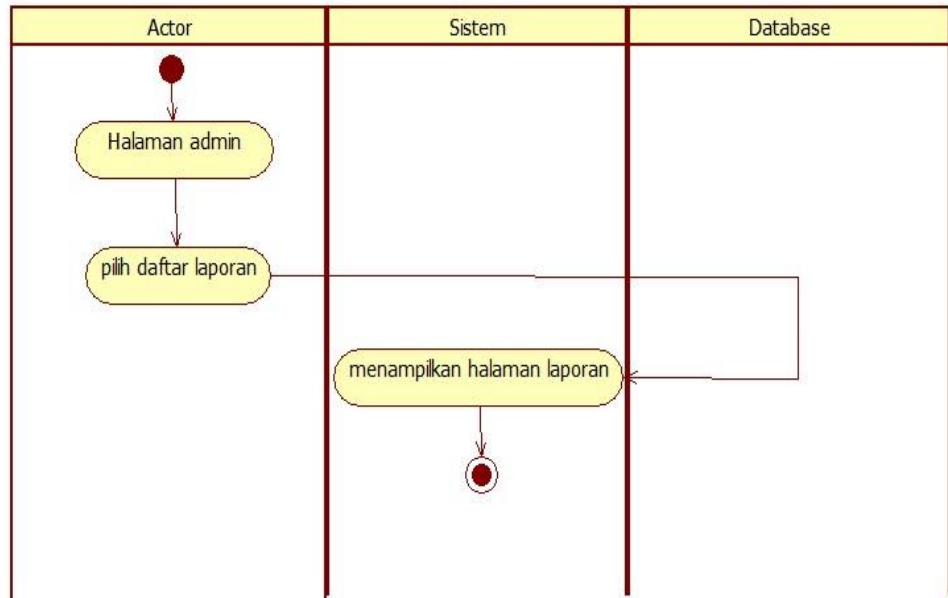 Actor
Sistem
Database
Halaman admin
pilih daftar laporan
menampilkan halaman laporan